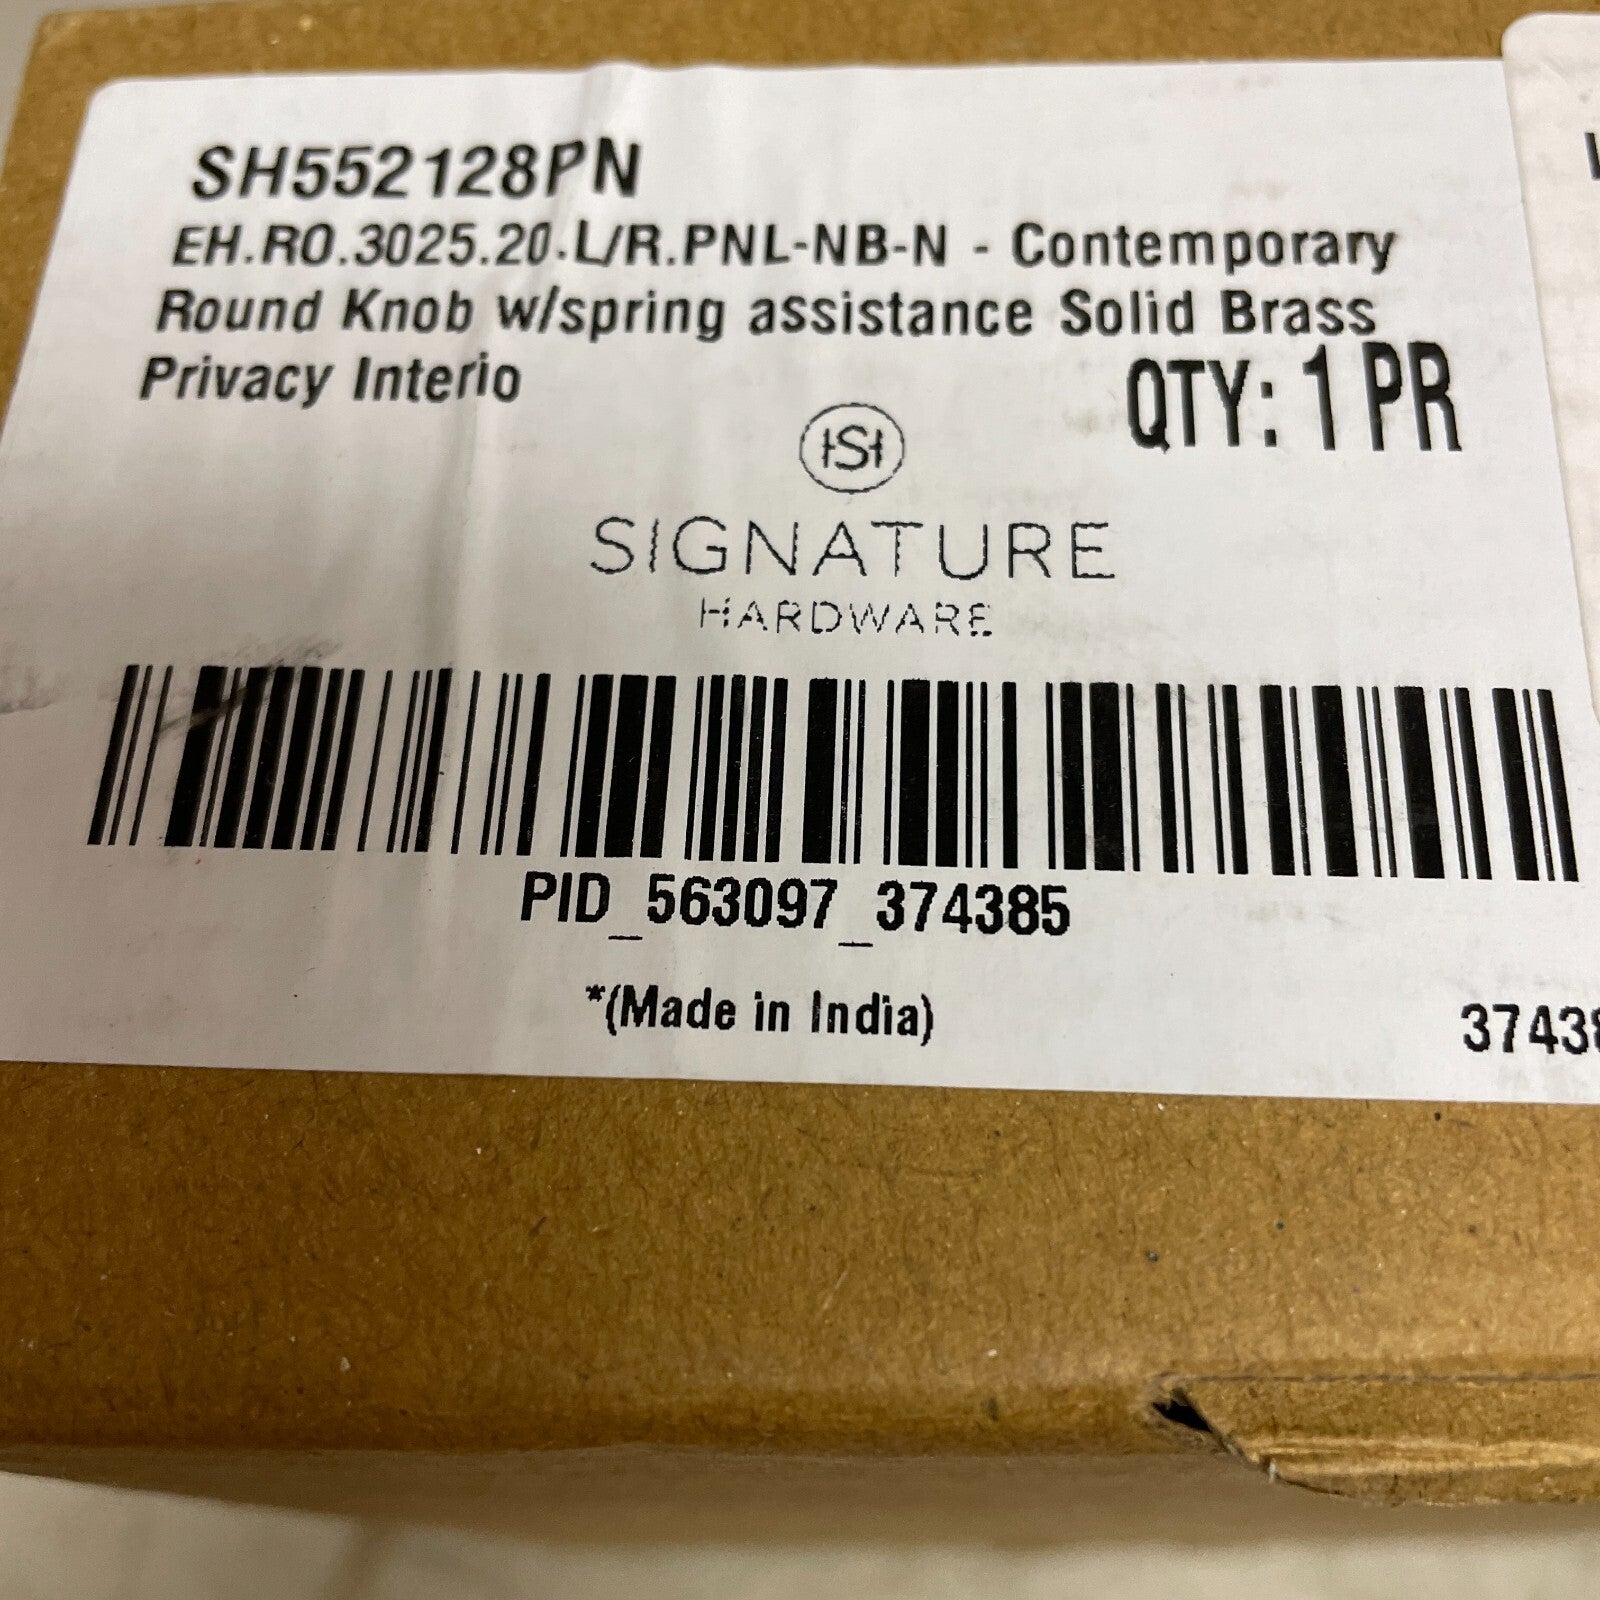 SH552128PN
EH.RO.3025.20.L/R.PNL-NB-N - Contemporary
Round Knob w/spring assistance Solid Brass
Privacy Interio
QTY: 1 PR
SIGNATURE
HARDWARE
PID_563097_374385
*(Made in India)